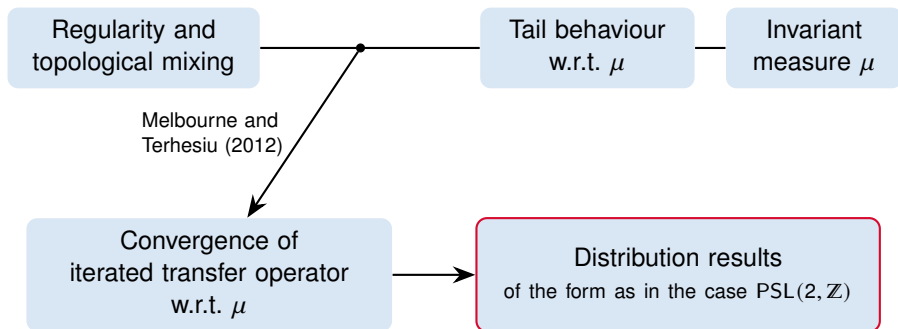 Regularity and
topological mixing
Tail behaviour
w.r.t. μ
Invariant
measure μ
Melbourne and
Terhesiu (2012)
Convergence of
iterated transfer operator
w.r.t. μ
Distribution results
of the form as in the case PSL(2, ℤ)